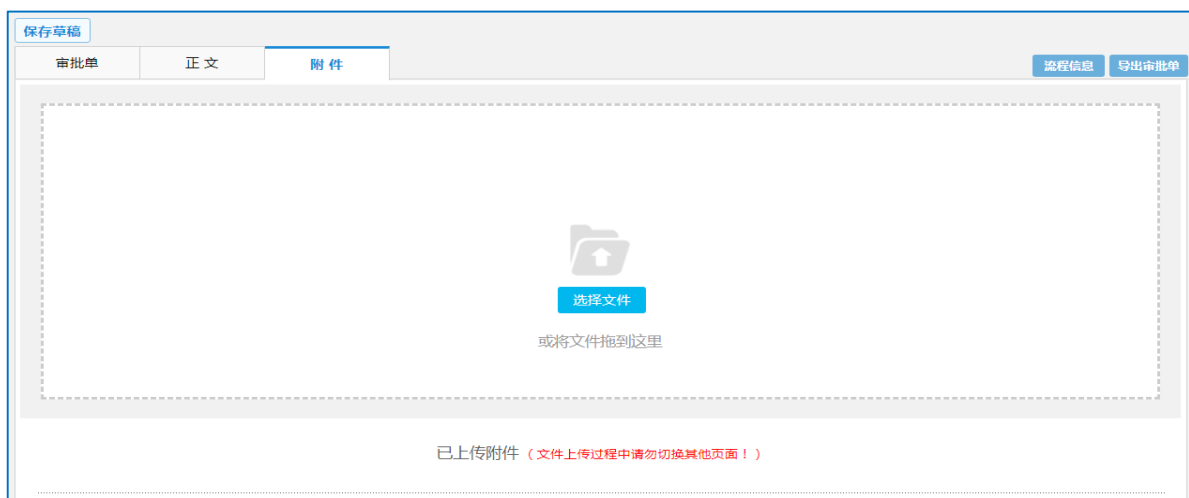 保存草稿
审批单 正文 附件 流程信息 导出审批单
选择文件
或将文件拖到这里
已上传附件（文件上传过程中请勿切换其他页面！）